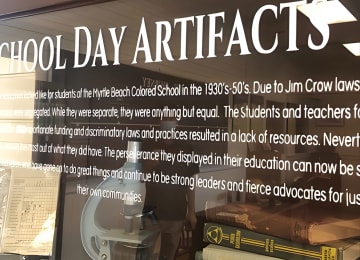 SCHOOL DAY ARTIFACTS
looked like for students of the Myrtle Beach Colored School in the 1930's-50's. Due to Jim Crow laws
segregated. While they were separate, they were anything but equal. The Students and teachers
funding and discriminatory laws and practices resulted in a lack of resources.
most out of what they did have. The perseverance they displayed in their education can now be
have gone on to do great things and continue to be strong leaders and fierce advocates for
their own communities.